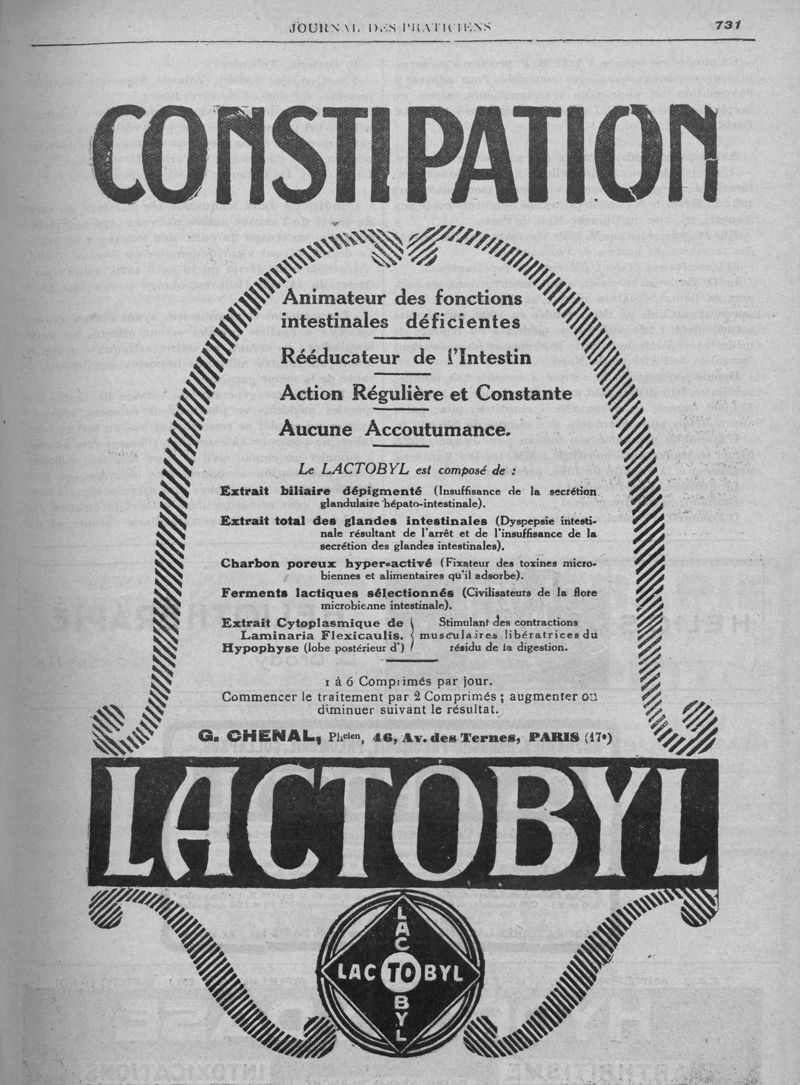 JOURNAL DES PRATICIENS 731
CONSTIPATION
Animateur des fonctions
intestinales déficientes
Rééducateur de l'Intestin
Action Régulière et Constante
Aucune Accoutumance.
Le LACTOBYL est composé de :
Extrait biliaire dépigmenté (Insuffisance de la secrétion
glandulaire hépato-intestinale).
Extrait total des glandes intestinales (Dyspepsie intesti-
nale résultant de l'arrêt et de l'insuffisance de la
secrétion des glandes intestinales).
Charbon poreux hyper-activé (Fixateur des toxines micro-
biennes et alimentaires qu'il adsorbe).
Ferments lactiques sélectionnés (Civilisateurs de la flore
microbienne intestinale).
Extrait Cytoplasmique de
Laminaria Flexicaulis.
Hypophyse (lobe postérieur d')
Stimulant des contractions
musculaires libératrices du
résidu de la digestion.
1 à 6 Comprimés par jour.
Commencer le traitement par 2 Comprimés ; augmenter ou
diminuer suivant le résultat.
G. CHENAL, Phcien, 46, Av. des Ternes, PARIS (17e)
LACTOBYL
LACTOBYL
LACTOBYL
HELIOTHERAPIE
ARTHRITISME
INTOXICATIONS